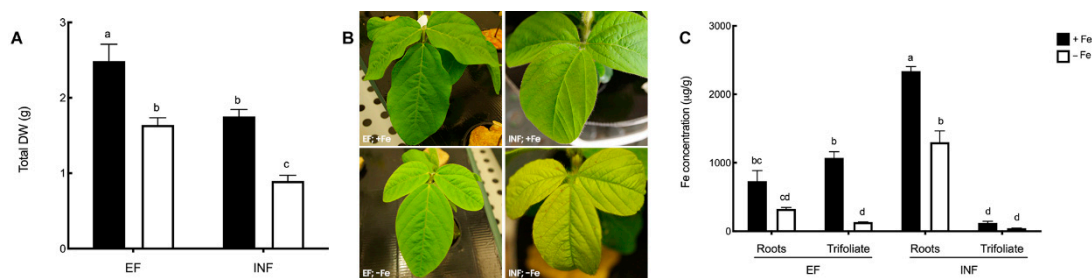 A
Total DW (g)
3
2
1
0
a
b
b
c
EF
INF
B
EF; +Fe
INF; +Fe
EF; −Fe
INF; −Fe
C
+ Fe
− Fe
Fe concentration (µg/g)
3000
2000
1000
0
bc
cd
b
d
a
b
d
d
Roots
Trifoliate
Roots
Trifoliate
EF
INF